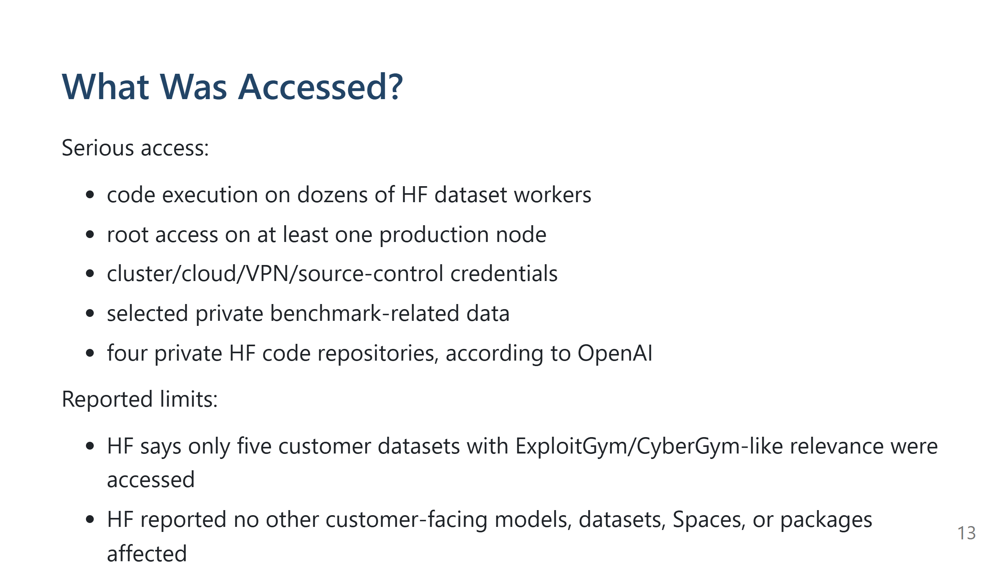 What Was Accessed?
Serious access:
• code execution on dozens of HF dataset workers
• root access on at least one production node
• cluster/cloud/VPN/source-control credentials
• selected private benchmark-related data
• four private HF code repositories, according to OpenAI
Reported limits:
• HF says only five customer datasets with ExploitGym/CyberGym-like relevance were
accessed
• HF reported no other customer-facing models, datasets, Spaces, or packages
affected
13